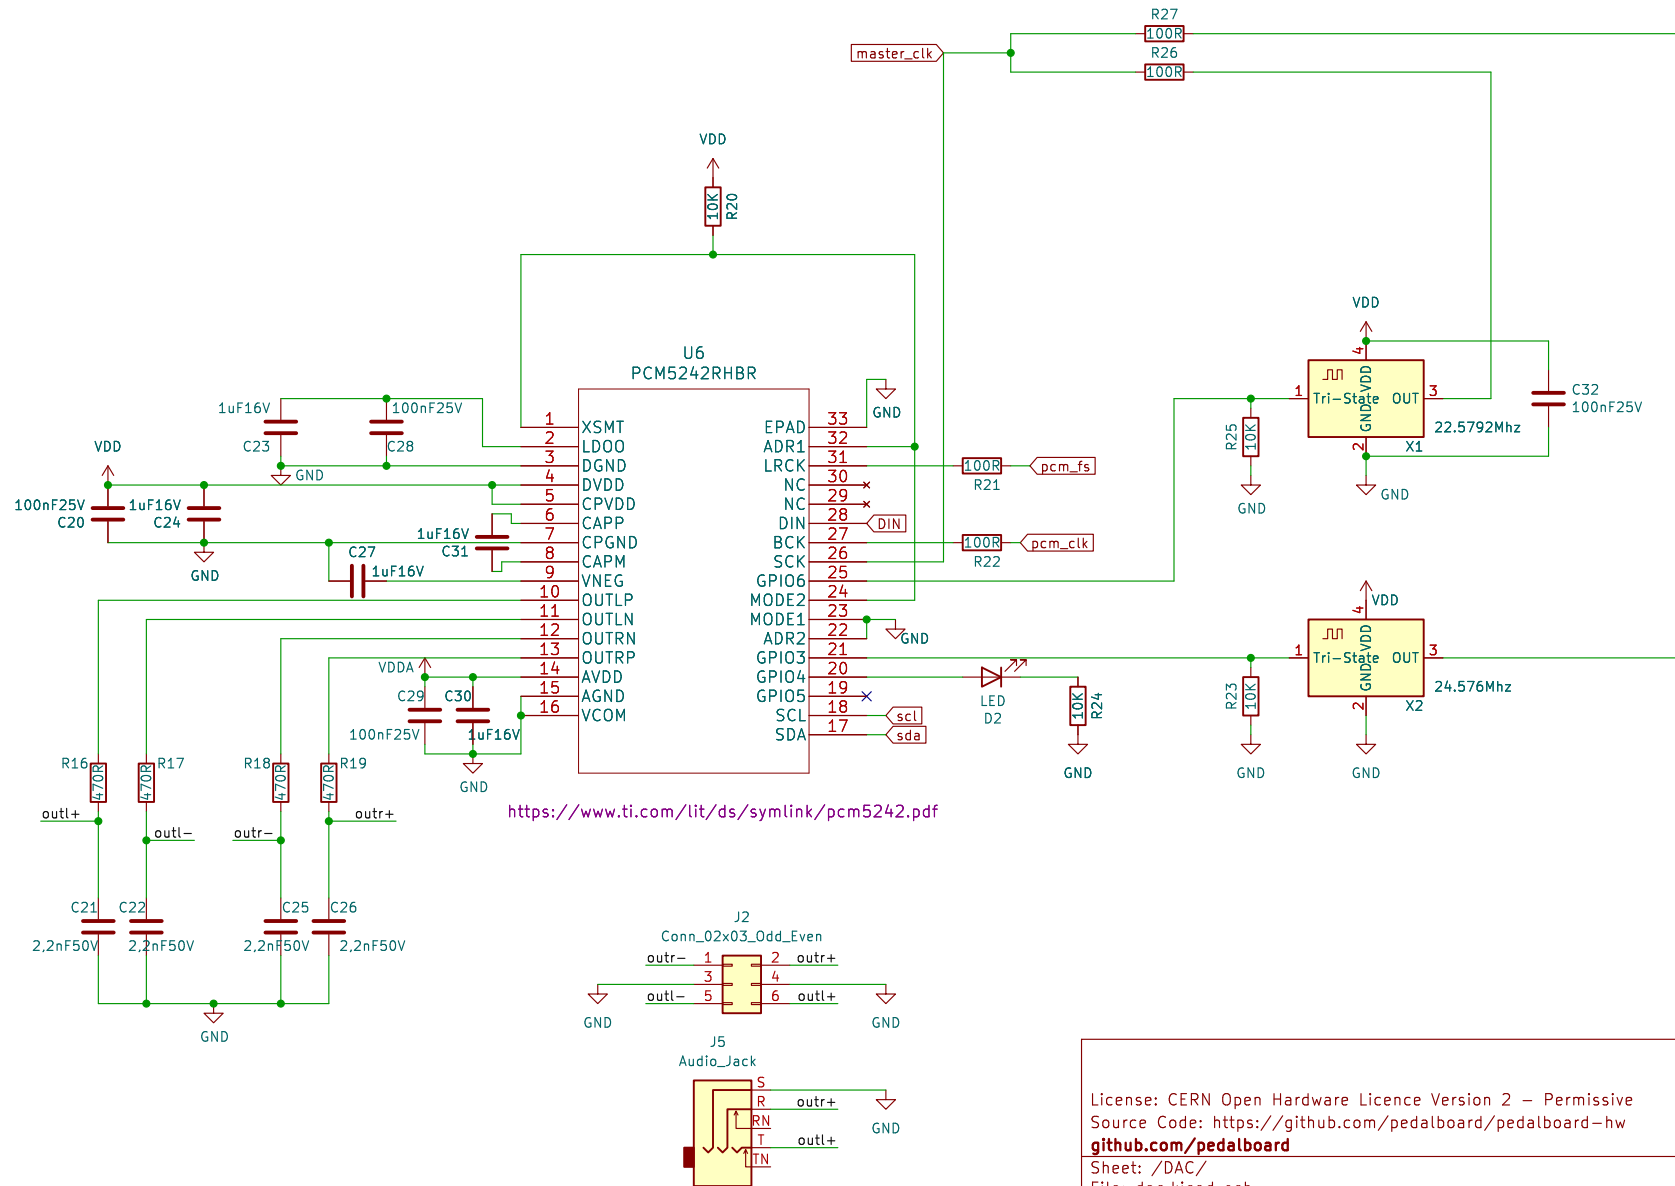 R27
100R
R26
100R
master_clk
VDD
10K
R20
VDD
U6
PCM5242RHBR
1uF16V
C23
100nF25V
C28
GND
VDD
100nF25V
C20
1uF16V
C24
GND
C27
1uF16V
1uF16V
C31
1 XSMT
2 LDOO
3 DGND
4 DVDD
5 CPVDD
6 CAPP
7 CPGND
8 CAPM
9 VNEG
10 OUTLP
11 OUTLN
12 OUTRN
13 OUTRP
14 AVDD
15 AGND
16 VCOM
EPAD 33
ADR1 32
LRCK 31
NC 30
NC 29
DIN 28
BCK 27
SCK 26
GPIO6 25
MODE2 24
MODE1 23
ADR2 22
GPIO3 21
GPIO4 20
GPIO5 19
SCL 18
SDA 17
GND
100R
R21
pcm_fs
DIN
100R
R22
pcm_clk
GND
LED
D2
10K
R24
GND
scl
sda
R25
10K
GND
VDD
4
1 Tri-State OUT 3
VDD
GND
2
22.5792Mhz
X1
GND
C32
100nF25V
R23
10K
GND
VDD
4
1 Tri-State OUT 3
VDD
GND
2
24.576Mhz
X2
GND
VDDA
C29
100nF25V
C30
1uF16V
GND
R16
470R
R17
470R
R18
470R
R19
470R
outl+
outl-
outr-
outr+
C21
2,2nF50V
C22
2,2nF50V
C25
2,2nF50V
C26
2,2nF50V
GND
https://www.ti.com/lit/ds/symlink/pcm5242.pdf
J2
Conn_02x03_Odd_Even
outr- 1 2 outr+
3 4
outl- 5 6 outl+
GND
GND
J5
Audio_Jack
S
R outr+
RN
T outl+
TN
GND
License: CERN Open Hardware Licence Version 2 - Permissive
Source Code: https://github.com/pedalboard/pedalboard-hw
github.com/pedalboard
Sheet: /DAC/